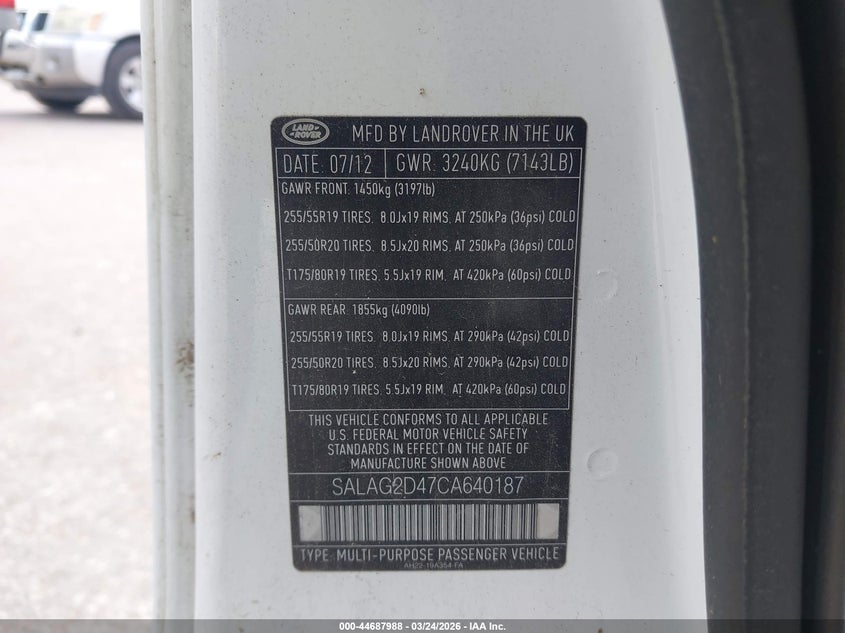 LAND ROVER
MFD BY LANDROVER IN THE UK
DATE: 07/12 GWR: 3240KG (7143LB)
GAWR FRONT: 1450kg (3197lb)
255/55R19 TIRES. 8.0Jx19 RIMS, AT 250kPa (36psi) COLD
255/50R20 TIRES. 8.5Jx20 RIMS, AT 250kPa (36psi) COLD
T175/80R19 TIRES. 5.5Jx19 RIM, AT 420kPa (60psi) COLD
GAWR REAR: 1855kg (4090lb)
255/55R19 TIRES. 8.0Jx19 RIMS, AT 290kPa (42psi) COLD
255/50R20 TIRES. 8.5Jx20 RIMS, AT 290kPa (42psi) COLD
T175/80R19 TIRES. 5.5Jx19 RIM, AT 420kPa (60psi) COLD
THIS VEHICLE CONFORMS TO ALL APPLICABLE
U.S. FEDERAL MOTOR VEHICLE SAFETY
STANDARDS IN EFFECT ON THE DATE OF
MANUFACTURE SHOWN ABOVE
SALAG2D47CA640187
TYPE: MULTI-PURPOSE PASSENGER VEHICLE
AH22-19A354-FA
000-44687988 - 03/24/2026 - IAA Inc.